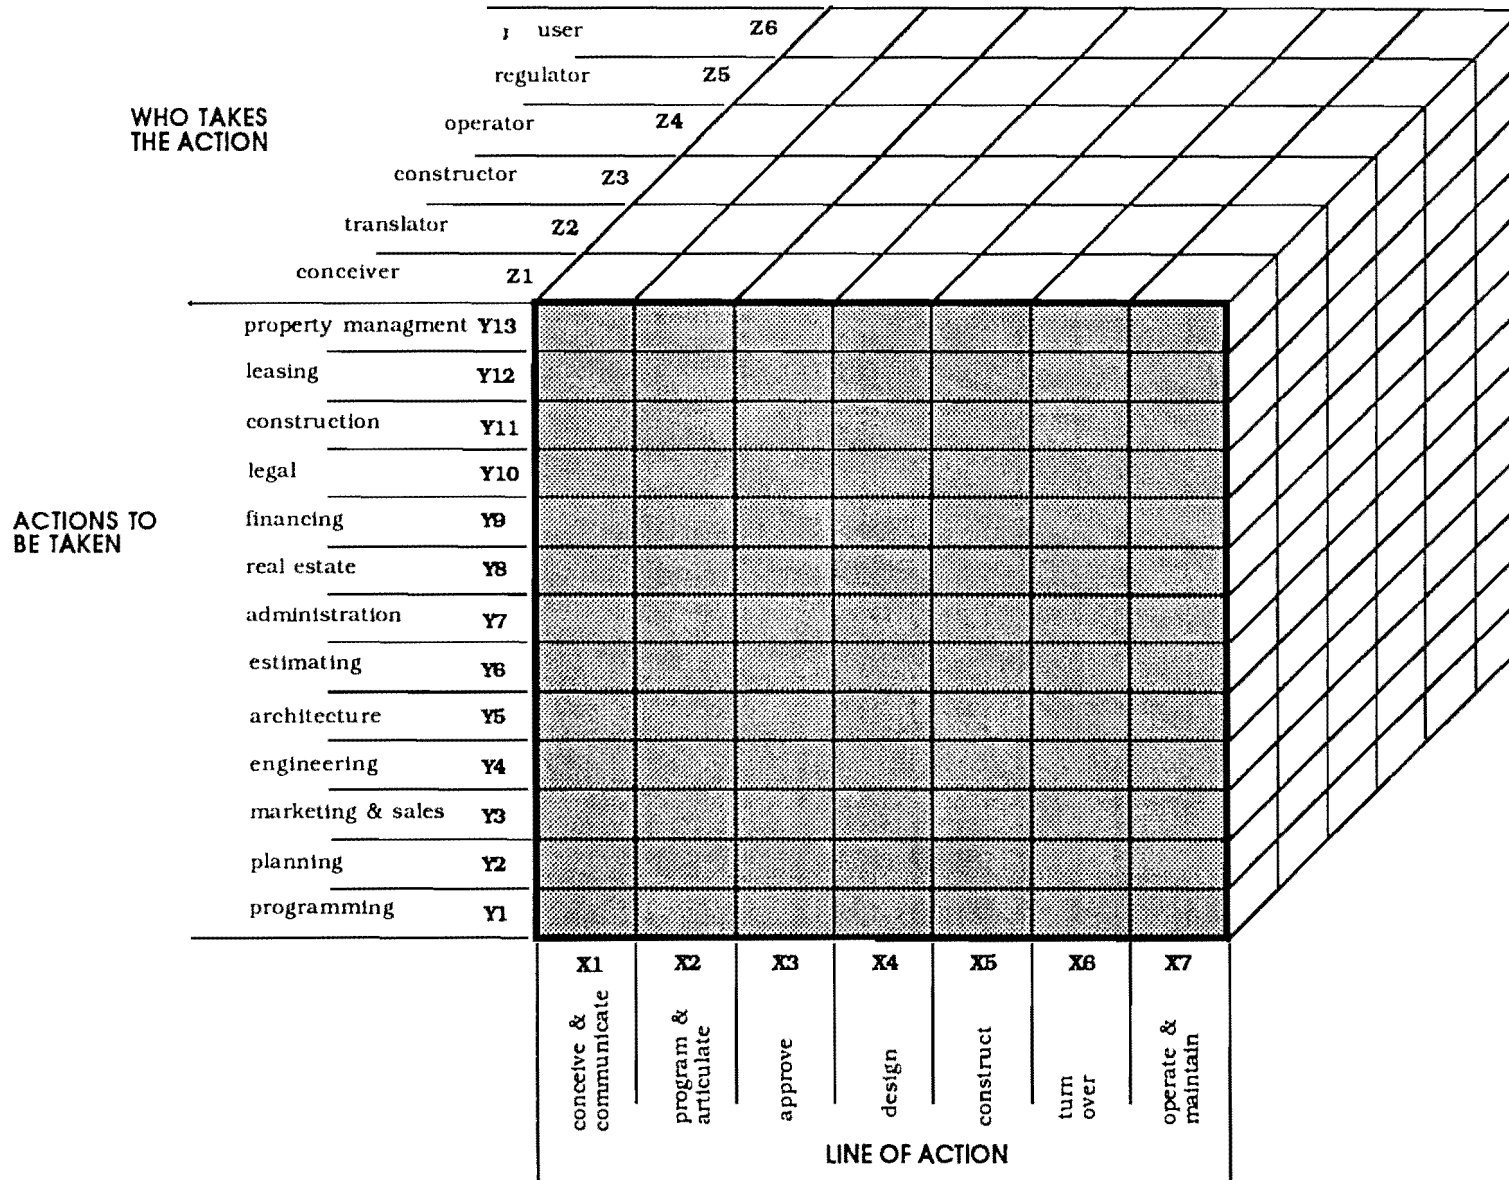 user Z6
regulator Z5
WHO TAKES
THE ACTION
operator Z4
constructor Z3
translator Z2
conceiver Z1
property managment Y13
leasing Y12
construction Y11
legal Y10
ACTIONS TO
BE TAKEN
financing Y9
real estate Y8
administration Y7
estimating Y6
architecture Y5
engineering Y4
marketing & sales Y3
planning Y2
programming Y1
X1 X2 X3 X4 X5 X6 X7
conceive &
communicate
program &
articulate
approve
design
construct
turn
over
operate &
maintain
LINE OF ACTION